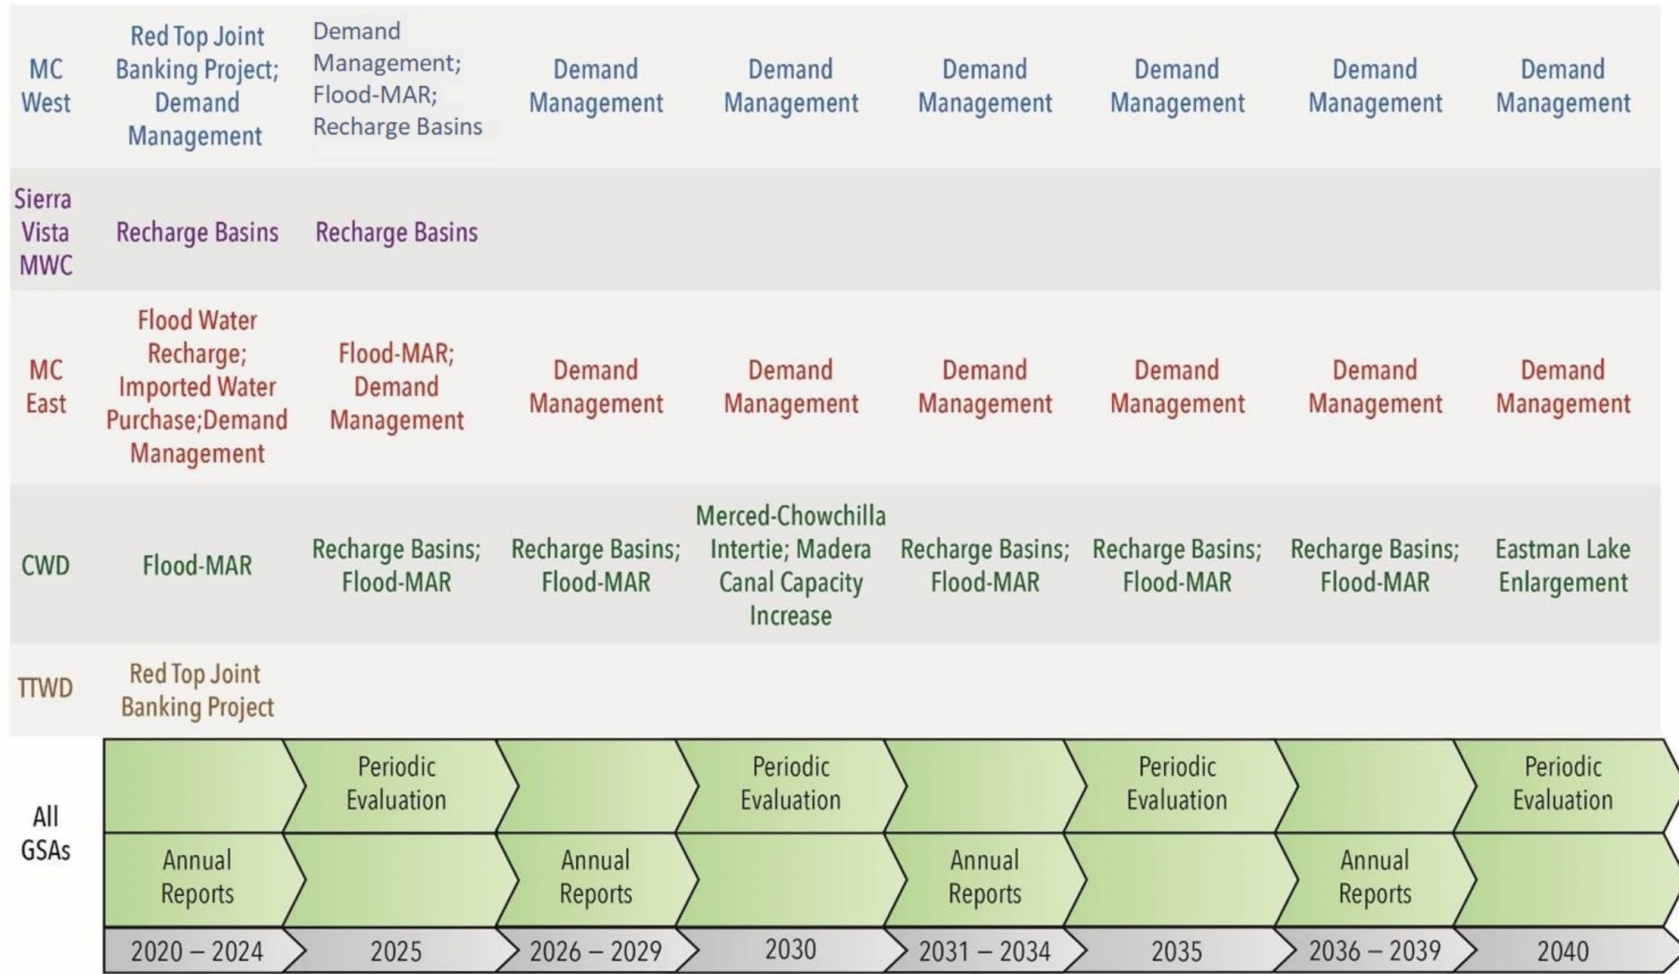 MC
West
Red Top Joint
Banking Project;
Demand
Management
Demand
Management;
Flood-MAR;
Recharge Basins
Demand
Management
Demand
Management
Demand
Management
Demand
Management
Demand
Management
Demand
Management
Sierra
Vista
MWC
Recharge Basins
Recharge Basins
MC
East
Flood Water
Recharge;
Imported Water
Purchase;Demand
Management
Flood-MAR;
Demand
Management
Demand
Management
Demand
Management
Demand
Management
Demand
Management
Demand
Management
Demand
Management
CWD
Flood-MAR
Recharge Basins;
Flood-MAR
Recharge Basins;
Flood-MAR
Merced-Chowchilla
Intertie; Madera
Canal Capacity
Increase
Recharge Basins;
Flood-MAR
Recharge Basins;
Flood-MAR
Recharge Basins;
Flood-MAR
Eastman Lake
Enlargement
TTWD
Red Top Joint
Banking Project
All
GSAs
Periodic
Evaluation
Periodic
Evaluation
Periodic
Evaluation
Periodic
Evaluation
Annual
Reports
Annual
Reports
Annual
Reports
Annual
Reports
2020 – 2024
2025
2026 – 2029
2030
2031 – 2034
2035
2036 – 2039
2040